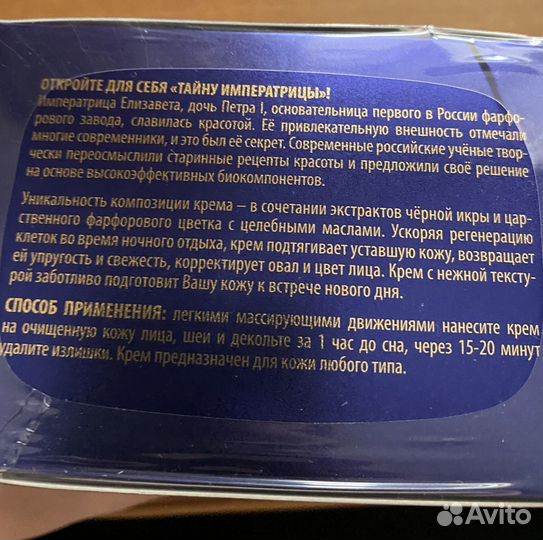 ОТКРОЙТЕ ДЛЯ СЕБЯ «ТАЙНУ ИМПЕРАТРИЦЫ»!
Императрица Елизавета, дочь Петра I, основательница первого в России фарфо-
рового завода, славилась красотой. Её привлекательную внешность отмечали
многие современники, и это был её секрет. Современные российские учёные твор-
чески переосмыслили старинные рецепты красоты и предложили своё решение
на основе высокоэффективных биокомпонентов.
Уникальность композиции крема – в сочетании экстрактов чёрной икры и цар-
ственного фарфорового цветка с целебными маслами. Ускоряя регенерацию
клеток во время ночного отдыха, крем подтягивает уставшую кожу, возвращает
ей упругость и свежесть, корректирует овал и цвет лица. Крем с нежной тексту-
рой заботливо подготовит Вашу кожу к встрече нового дня.
СПОСОБ ПРИМЕНЕНИЯ: легкими массирующими движениями нанесите крем
на очищенную кожу лица, шеи и декольте за 1 час до сна, через 15-20 минут
удалите излишки. Крем предназначен для кожи любого типа.
Avito